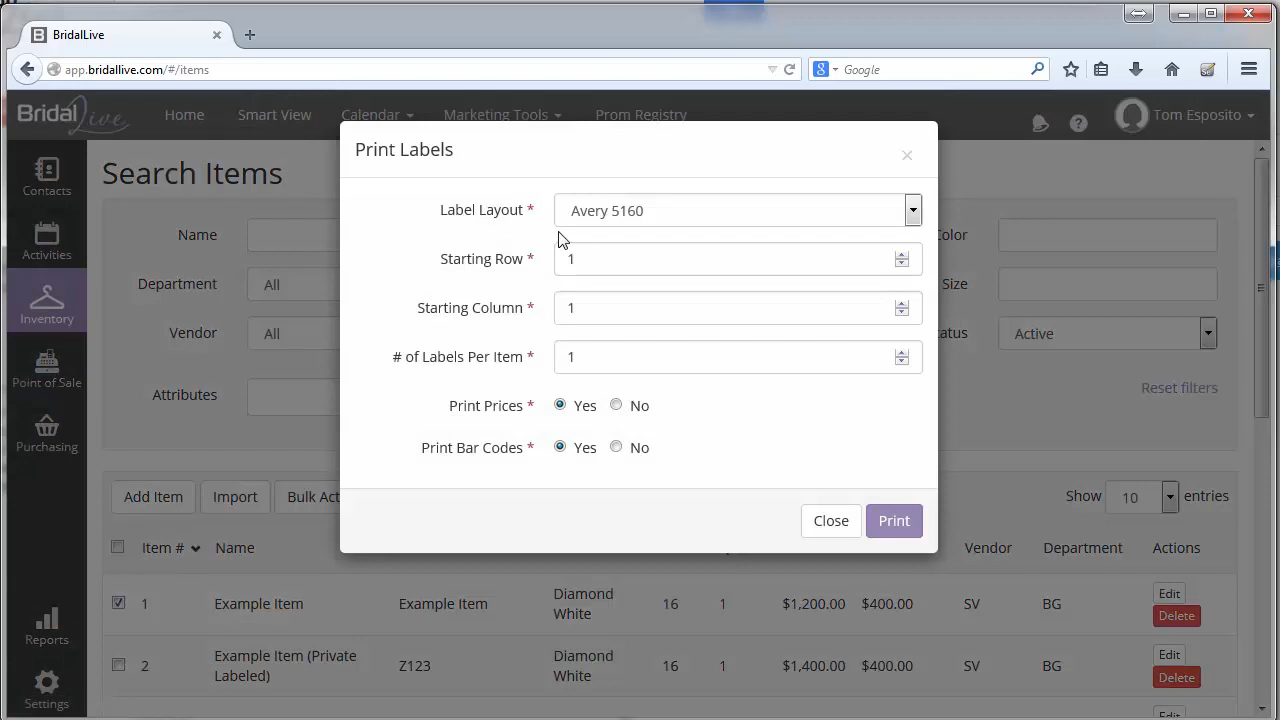 BridalLive
app.bridallive.com/#/items
Google
Bridal Live
Home
Smart View
Calendar
Marketing Tools
Prom Registry
Tom Esposito
Contacts
Activities
Inventory
Point of Sale
Purchasing
Reports
Settings
Search Items
Name
Color
Department
All
Size
Vendor
All
Active
Attributes
Reset filters
Print Labels
Label Layout *
Avery 5160
Starting Row *
1
Starting Column *
1
# of Labels Per Item *
1
Print Prices *
Yes
No
Print Bar Codes *
Yes
No
Close
Print
Add Item
Import
Show
10
entries
Item #
Name
Vendor
Department
Actions
1
Example Item
Example Item
Diamond
White
16
1
$1,200.00
$400.00
SV
BG
Edit
Delete
2
Example Item (Private
Labeled)
Z123
Diamond
White
16
1
$1,400.00
$400.00
SV
BG
Edit
Delete